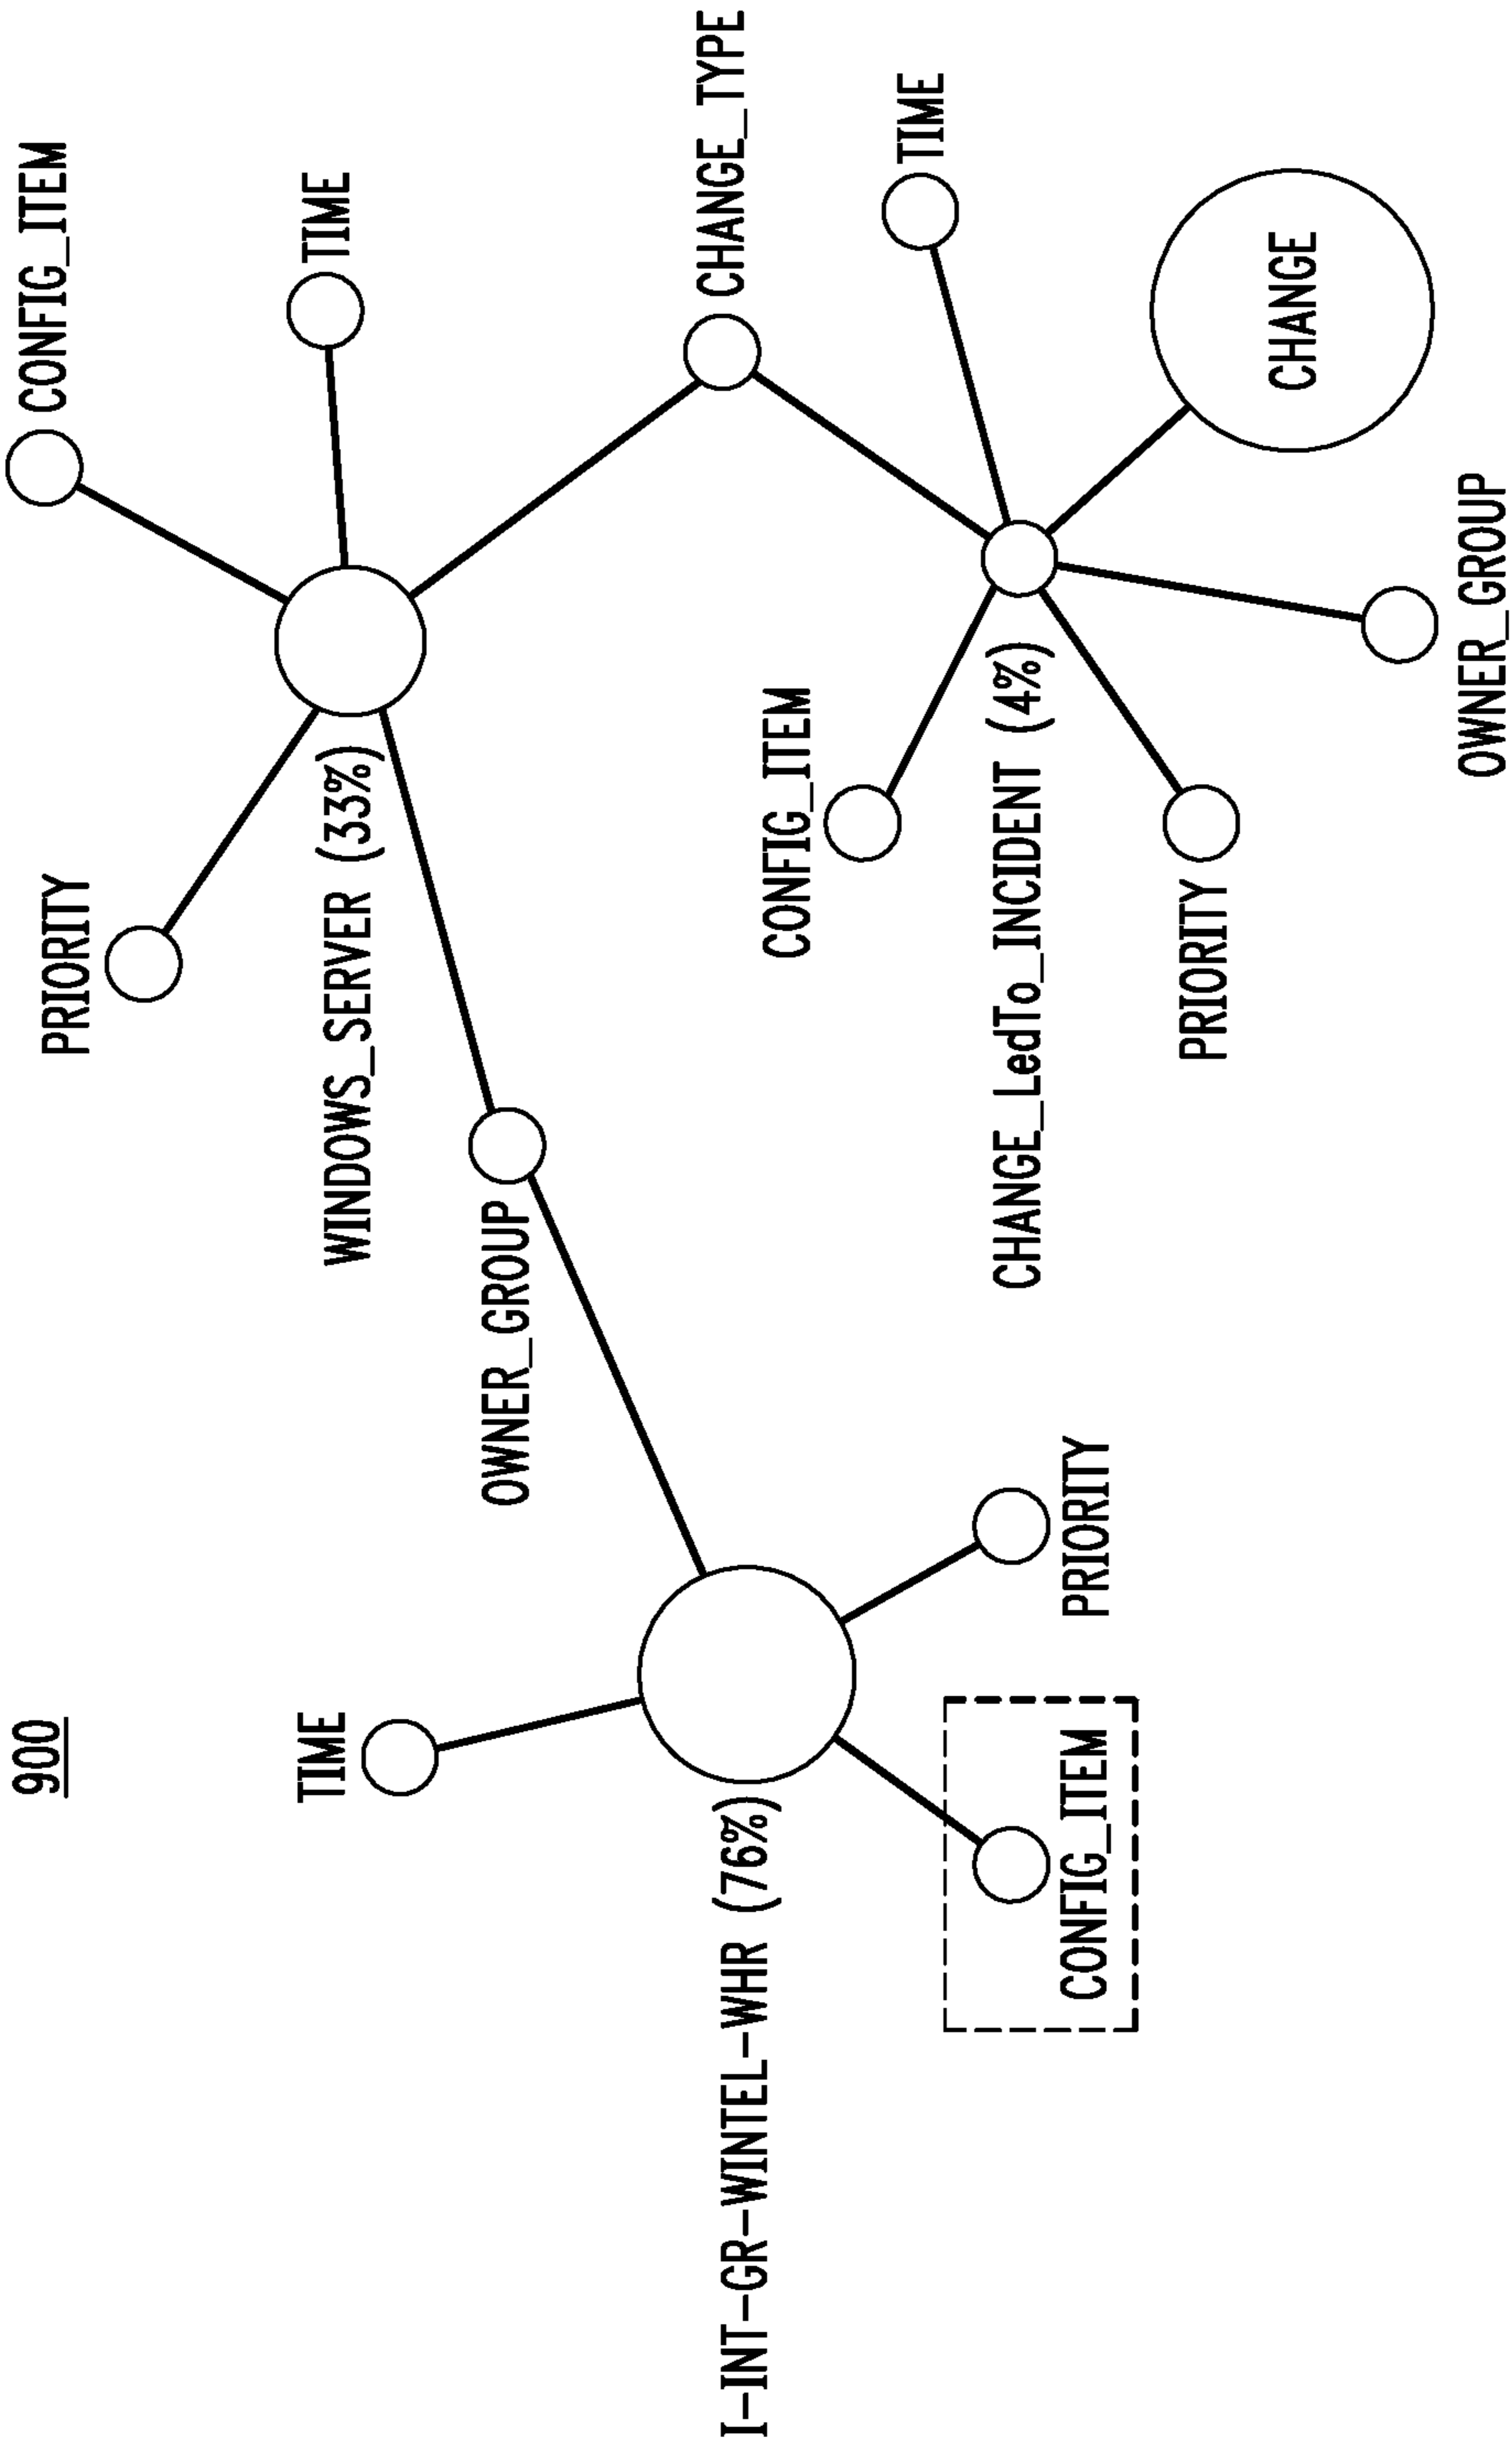 900
PRIORITY
CONFIG_ITEM
TIME
WINDOWS_SERVER (33%)
TIME
OWNER_GROUP
CHANGE_TYPE
I-INT-GR-WINTEL-WHR (76%)
CONFIG_ITEM
TIME
CHANGE_LedTo_INCIDENT (4%)
CONFIG_ITEM
PRIORITY
PRIORITY
CHANGE
OWNER_GROUP